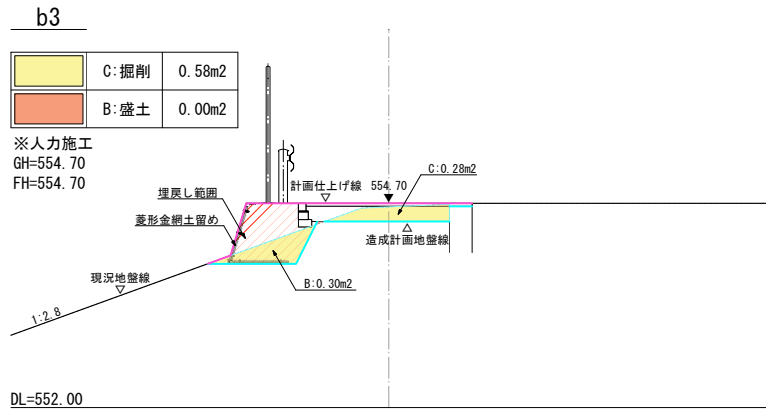 b3
C:掘削 0.58m2
B:盛土 0.00m2
※人力施工
GH=554.70
FH=554.70
埋戻し範囲
菱形金網土留め
計画仕上げ線 554.70
C:0.28m2
造成計画地盤線
現況地盤線
B:0.30m2
1:2.8
DL=552.00